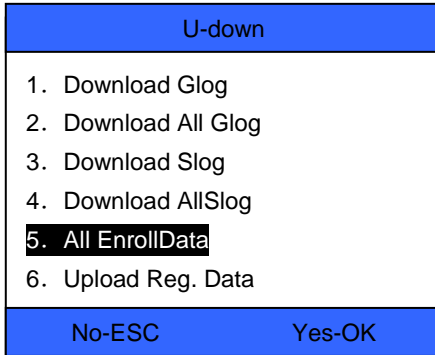 U-down
1. Download Glog
2. Download All Glog
3. Download Slog
4. Download AllSlog
5. All EnrollData
6. Upload Reg. Data
No-ESC Yes-OK